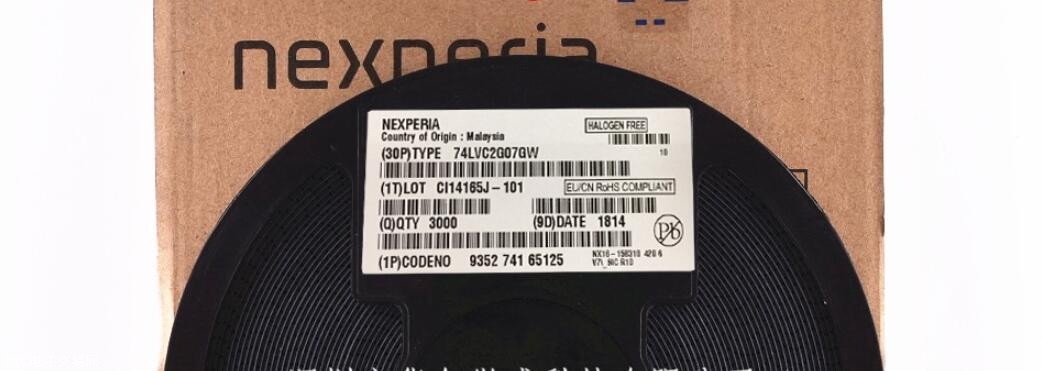 nexperia
NEXPERIA
Country of Origin : Malaysia
HALOGEN FREE
(30P)TYPE 74LVC2G07GW
10
(1T)LOT CI14165J-101
EU/CN RoHS COMPLIANT
(Q)QTY 3000 (9D)DATE 1814
Pb
(1P)CODENO 9352 741 65125